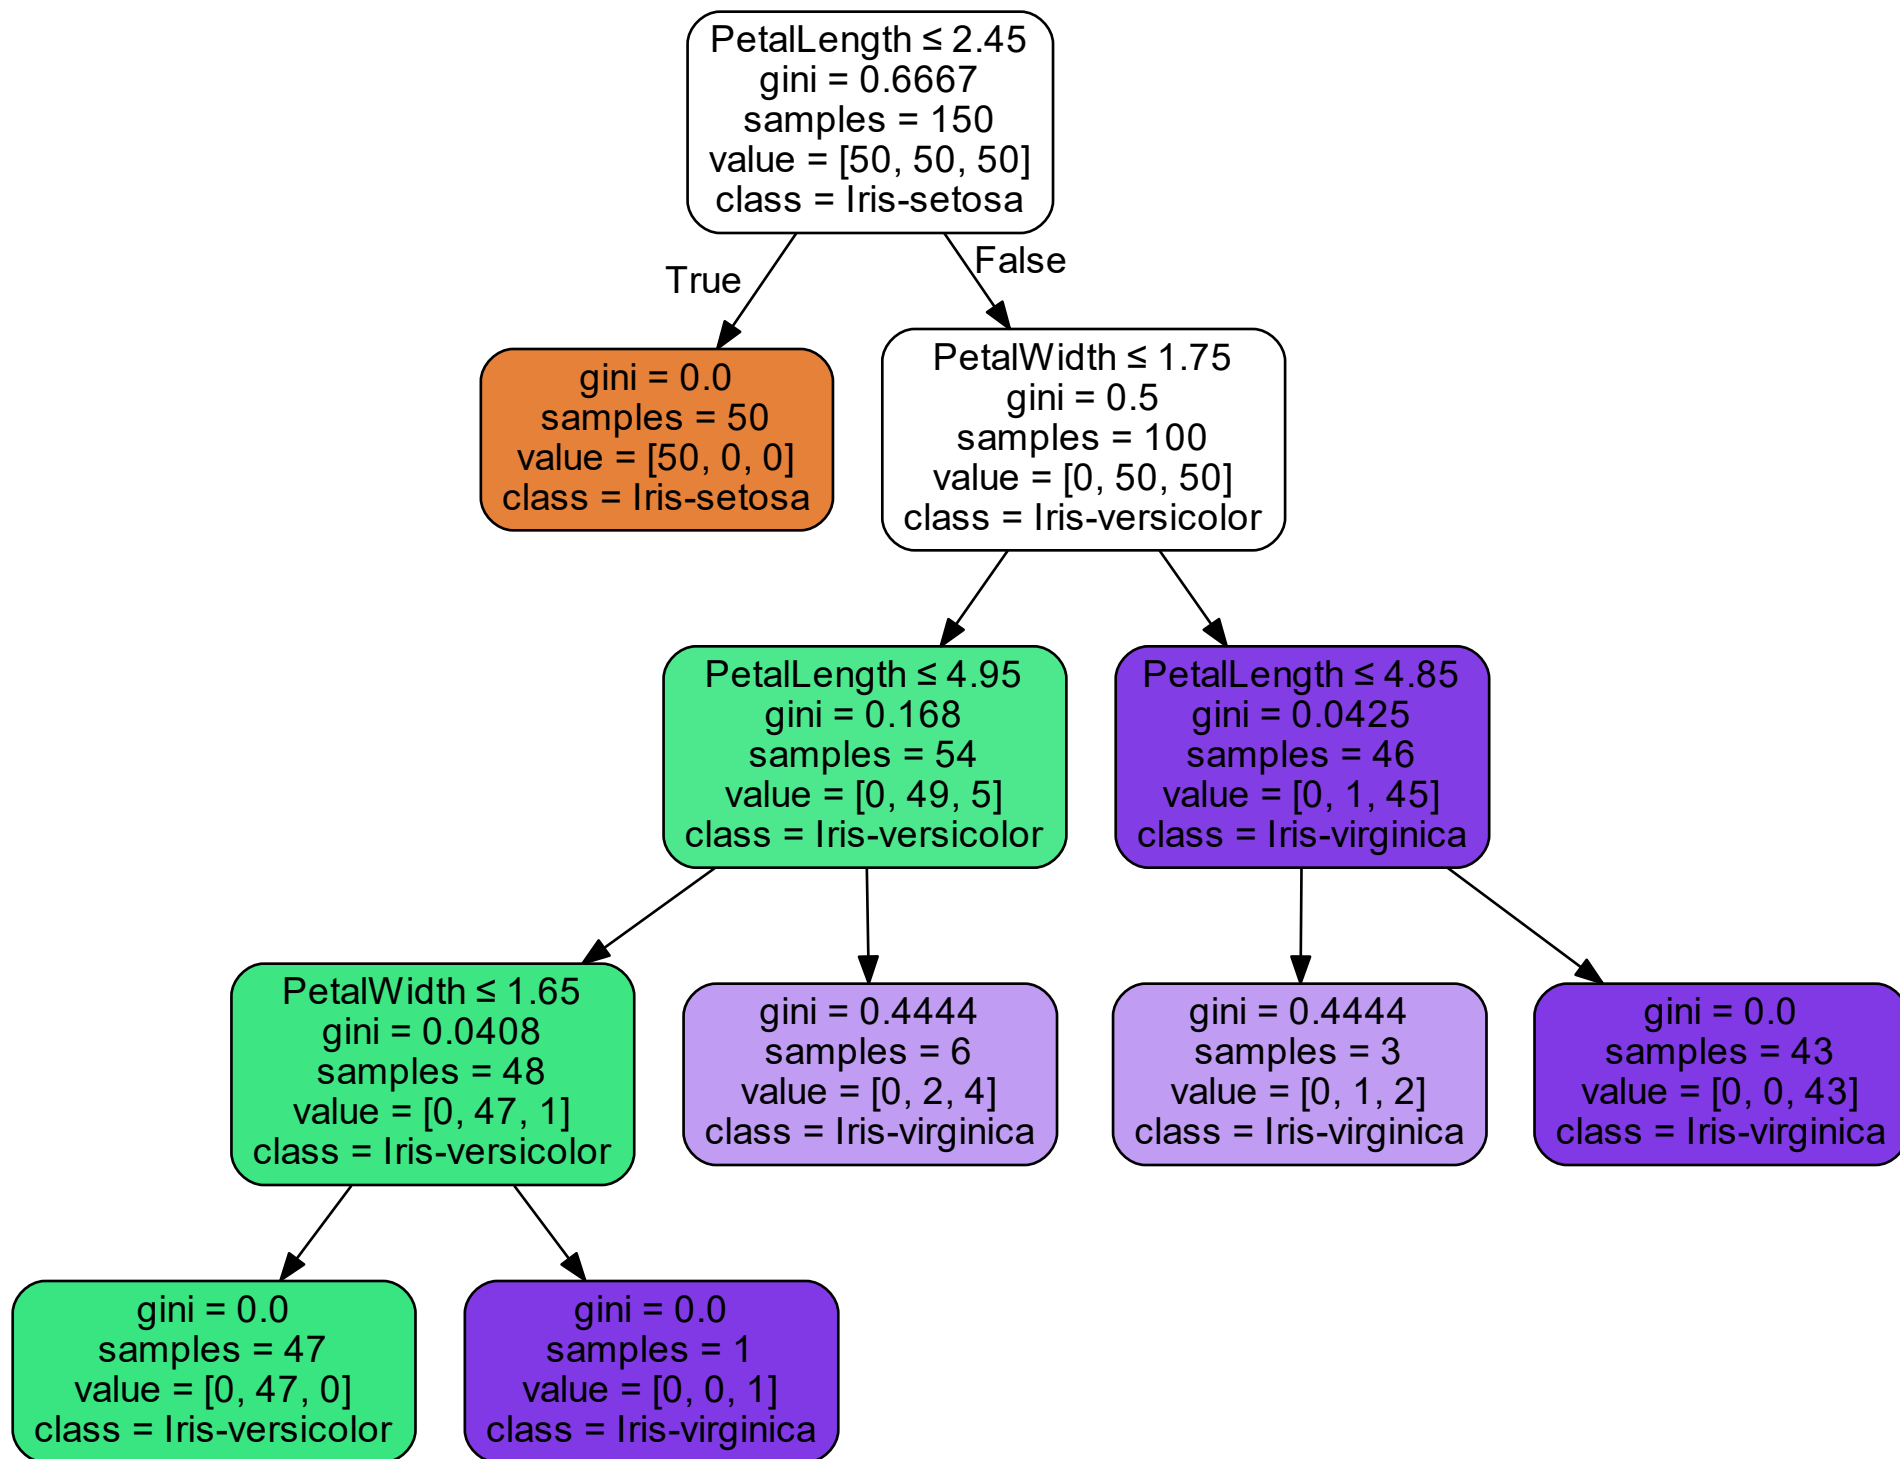 PetalLength ≤ 2.45
gini = 0.6667
samples = 150
value = [50, 50, 50]
class = Iris-setosa
True
False
gini = 0.0
samples = 50
value = [50, 0, 0]
class = Iris-setosa
PetalWidth ≤ 1.75
gini = 0.5
samples = 100
value = [0, 50, 50]
class = Iris-versicolor
PetalLength ≤ 4.95
gini = 0.168
samples = 54
value = [0, 49, 5]
class = Iris-versicolor
PetalLength ≤ 4.85
gini = 0.0425
samples = 46
value = [0, 1, 45]
class = Iris-virginica
PetalWidth ≤ 1.65
gini = 0.0408
samples = 48
value = [0, 47, 1]
class = Iris-versicolor
gini = 0.4444
samples = 6
value = [0, 2, 4]
class = Iris-virginica
gini = 0.4444
samples = 3
value = [0, 1, 2]
class = Iris-virginica
gini = 0.0
samples = 43
value = [0, 0, 43]
class = Iris-virginica
gini = 0.0
samples = 47
value = [0, 47, 0]
class = Iris-versicolor
gini = 0.0
samples = 1
value = [0, 0, 1]
class = Iris-virginica